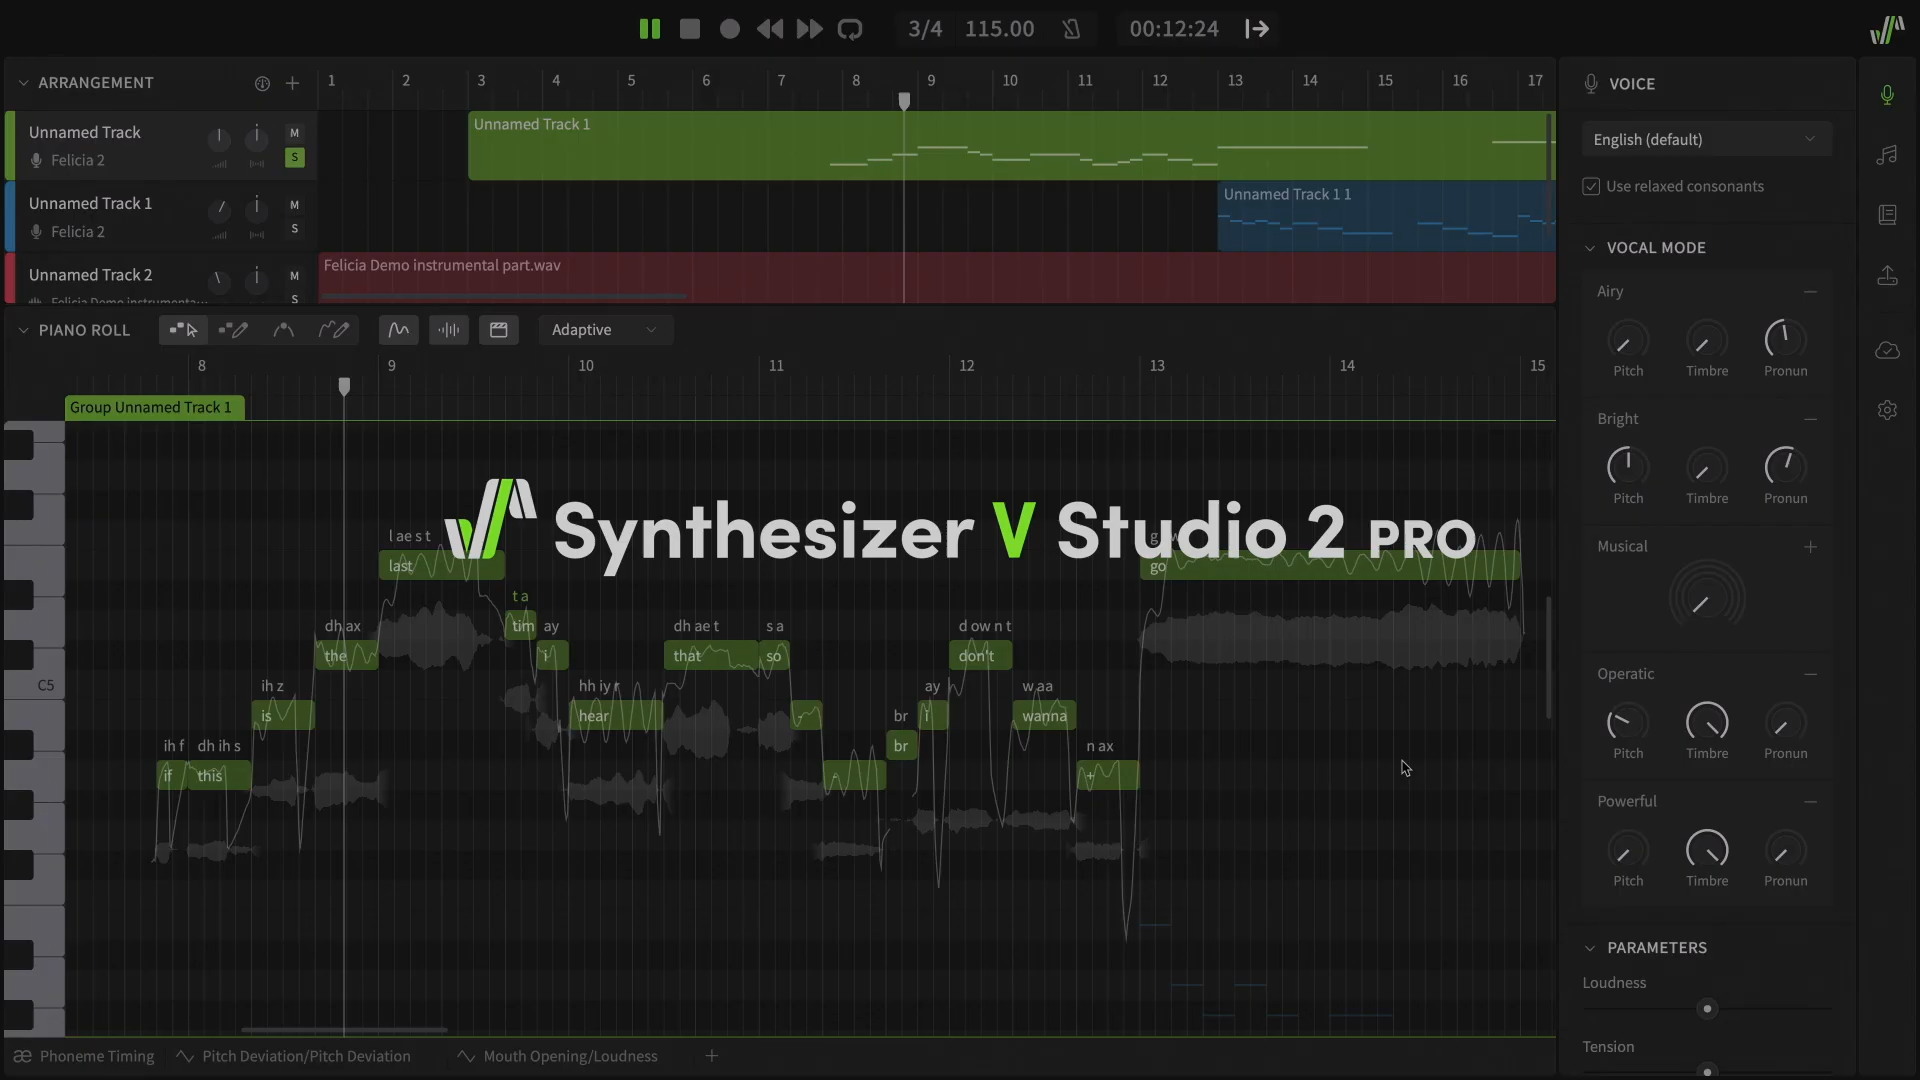 3/4 115.00 00:12:24
ARRANGEMENT
1 2 3 4 5 6 7 8 9 10 11 12 13 14 15 16 17
Unnamed Track M
Felicia 2 S
Unnamed Track 1
Unnamed Track 1 M
Felicia 2 S
Unnamed Track 1 1
Unnamed Track 2 M
Felicia Demo instrumenta... S
Felicia Demo instrumental part.wav
PIANO ROLL
Adaptive
8 9 10 11 12 13 14 15
Group Unnamed Track 1
Synthesizer V Studio 2 PRO
l ae s t
last
go
t a
tim ay
dh ax
the
i
dh ae t s a
that so
d ow n t
don't
C5
ih z
is
hh iy r
hear
-
ay
i
w aa
wanna
br
br
ih f dh ih s
if this
-
n ax
+
æ Phoneme Timing
Pitch Deviation/Pitch Deviation
Mouth Opening/Loudness
+
VOICE
English (default)
Use relaxed consonants
VOCAL MODE
Airy
Pitch Timbre Pronun
Bright
Pitch Timbre Pronun
Musical
Operatic
Pitch Timbre Pronun
Powerful
Pitch Timbre Pronun
PARAMETERS
Loudness
Tension